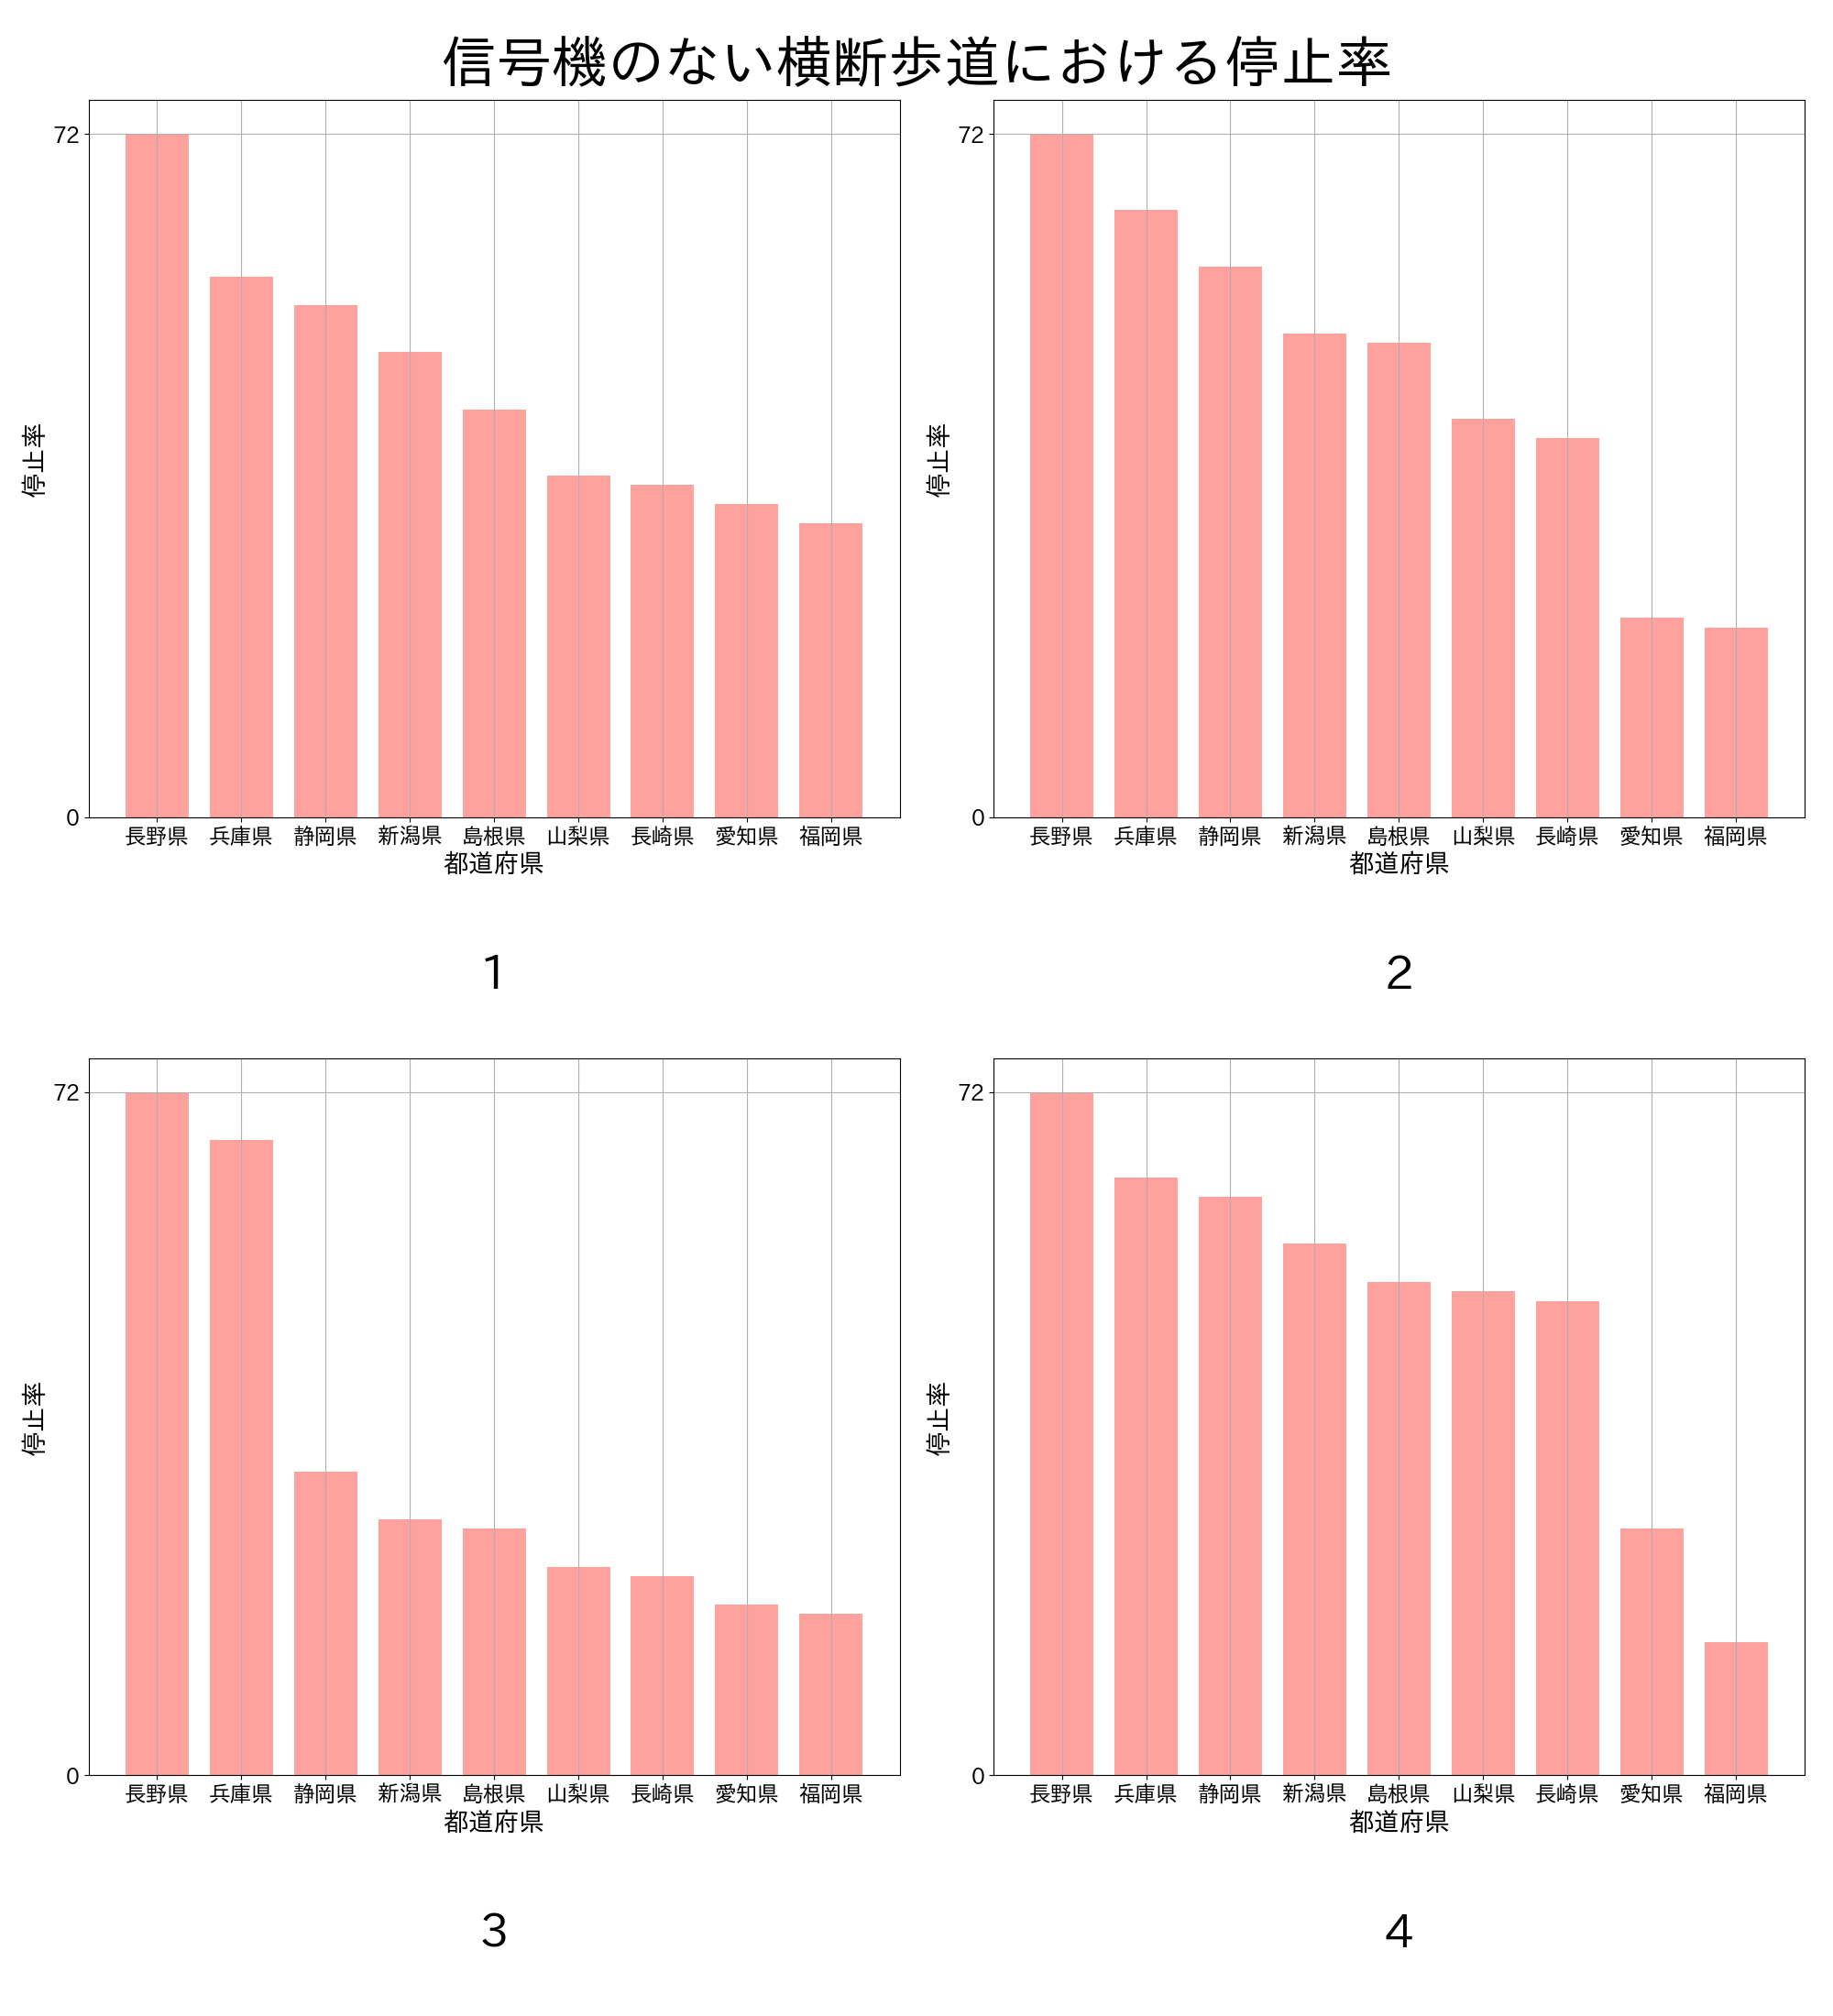 信号機のない横断歩道における停止率
72
0
停止率
長野県 兵庫県 静岡県 新潟県 島根県 山梨県 長崎県 愛知県 福岡県
都道府県
1
72
0
停止率
長野県 兵庫県 静岡県 新潟県 島根県 山梨県 長崎県 愛知県 福岡県
都道府県
2
72
0
停止率
長野県 兵庫県 静岡県 新潟県 島根県 山梨県 長崎県 愛知県 福岡県
都道府県
3
72
0
停止率
長野県 兵庫県 静岡県 新潟県 島根県 山梨県 長崎県 愛知県 福岡県
都道府県
4